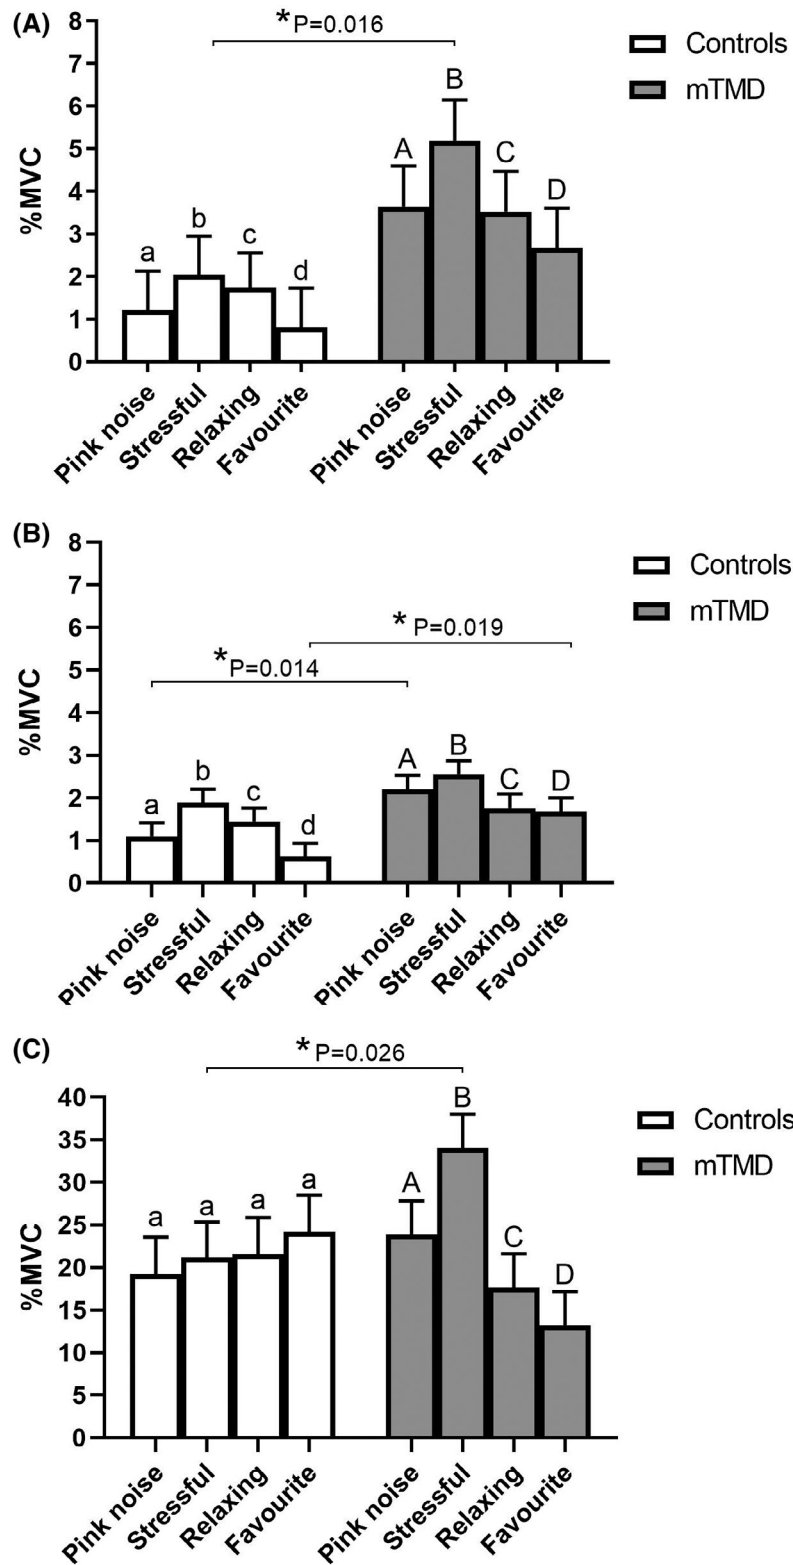 (A)
*P=0.016
Controls
mTMD
%MVC
8
7
6
5
4
3
2
1
0
a
b
c
d
A
B
C
D
Pink noise
Stressful
Relaxing
Favourite
Pink noise
Stressful
Relaxing
Favourite
(B)
*P=0.014
*P=0.019
Controls
mTMD
%MVC
8
7
6
5
4
3
2
1
0
a
b
c
d
A
B
C
D
Pink noise
Stressful
Relaxing
Favourite
Pink noise
Stressful
Relaxing
Favourite
(C)
*P=0.026
Controls
mTMD
%MVC
40
35
30
25
20
15
10
5
0
a
a
a
a
A
B
C
D
Pink noise
Stressful
Relaxing
Favourite
Pink noise
Stressful
Relaxing
Favourite